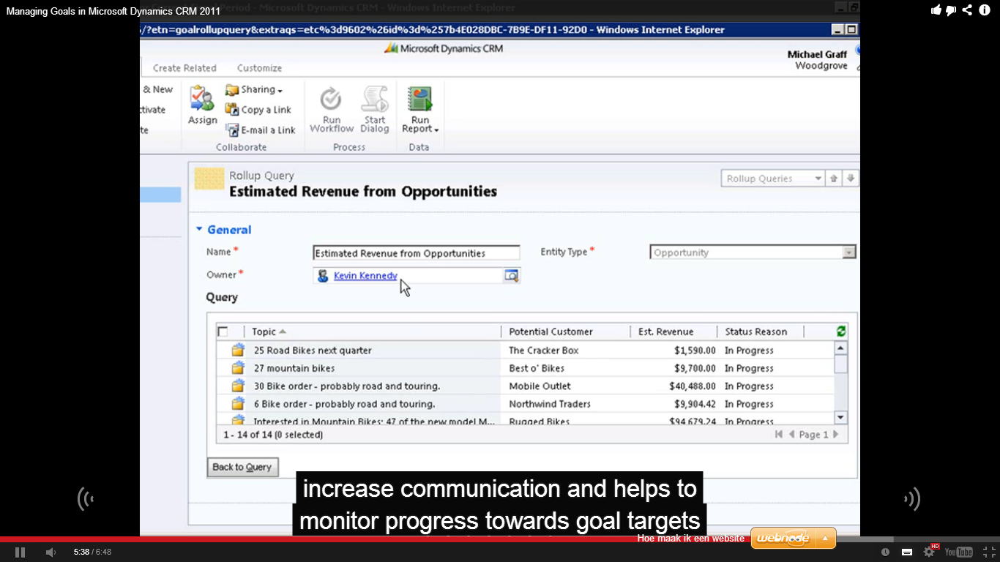 Managing Goals in Microsoft Dynamics CRM 2011
Period - Microsoft Dynamics CRM - Windows Internet Explorer
/?etn=goalrollupquery&extraqs=etc%3d9602%26id%3d%257b4E028DBC-7B9E-DF11-92D0 - Windows Internet Explorer
Microsoft Dynamics CRM
Michael Graff
Woodgrove
Create Related Customize
& New
ctivate
te
Assign
Sharing
Copy a Link
E-mail a Link
Collaborate
Run Workflow
Start Dialog
Process
Run Report
Data
Rollup Query
Estimated Revenue from Opportunities
Rollup Queries
General
Name * Estimated Revenue from Opportunities Entity Type * Opportunity
Owner * Kevin Kennedy
Query
Topic Potential Customer Est. Revenue Status Reason
25 Road Bikes next quarter The Cracker Box $1,590.00 In Progress
27 mountain bikes Best o' Bikes $9,700.00 In Progress
30 Bike order - probably road and touring. Mobile Outlet $40,488.00 In Progress
6 Bike order - probably road and touring. Northwind Traders $9,904.42 In Progress
Interested in Mountain Bikes: 47 of the new model M... Rugged Bikes $94,679.24 In Progress
1 - 14 of 14 (0 selected) Page 1
Back to Query
increase communication and helps to
monitor progress towards goal targets
Hoe maak ik een website webnode
5:38 / 6:48
HD
YouTube